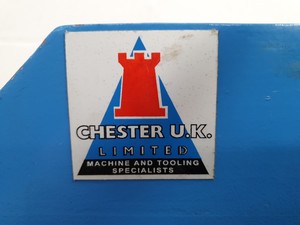 CHESTER U.K.
LIMITED
MACHINE AND TOOLING
SPECIALISTS